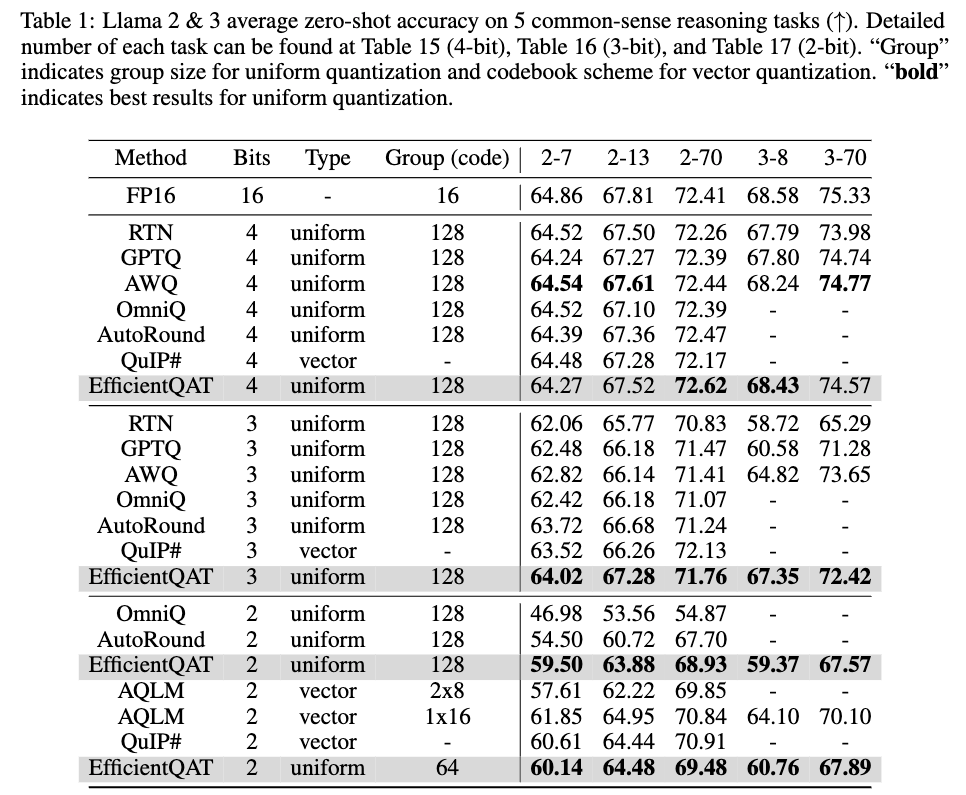 Table 1: Llama 2 & 3 average zero-shot accuracy on 5 common-sense reasoning tasks (↑). Detailed
number of each task can be found at Table 15 (4-bit), Table 16 (3-bit), and Table 17 (2-bit). “Group”
indicates group size for uniform quantization and codebook scheme for vector quantization. “bold”
indicates best results for uniform quantization.
Method Bits Type Group (code) 2-7 2-13 2-70 3-8 3-70
FP16 16 - 16 64.86 67.81 72.41 68.58 75.33
RTN 4 uniform 128 64.52 67.50 72.26 67.79 73.98
GPTQ 4 uniform 128 64.24 67.27 72.39 67.80 74.74
AWQ 4 uniform 128 64.54 67.61 72.44 68.24 74.77
OmniQ 4 uniform 128 64.52 67.10 72.39 - -
AutoRound 4 uniform 128 64.39 67.36 72.47 - -
QuIP# 4 vector - 64.48 67.28 72.17 - -
EfficientQAT 4 uniform 128 64.27 67.52 72.62 68.43 74.57
RTN 3 uniform 128 62.06 65.77 70.83 58.72 65.29
GPTQ 3 uniform 128 62.48 66.18 71.47 60.58 71.28
AWQ 3 uniform 128 62.82 66.14 71.41 64.82 73.65
OmniQ 3 uniform 128 62.42 66.18 71.07 - -
AutoRound 3 uniform 128 63.72 66.68 71.24 - -
QuIP# 3 vector - 63.52 66.26 72.13 - -
EfficientQAT 3 uniform 128 64.02 67.28 71.76 67.35 72.42
OmniQ 2 uniform 128 46.98 53.56 54.87 - -
AutoRound 2 uniform 128 54.50 60.72 67.70 - -
EfficientQAT 2 uniform 128 59.50 63.88 68.93 59.37 67.57
AQLM 2 vector 2x8 57.61 62.22 69.85 - -
AQLM 2 vector 1x16 61.85 64.95 70.84 64.10 70.10
QuIP# 2 vector - 60.61 64.44 70.91 - -
EfficientQAT 2 uniform 64 60.14 64.48 69.48 60.76 67.89